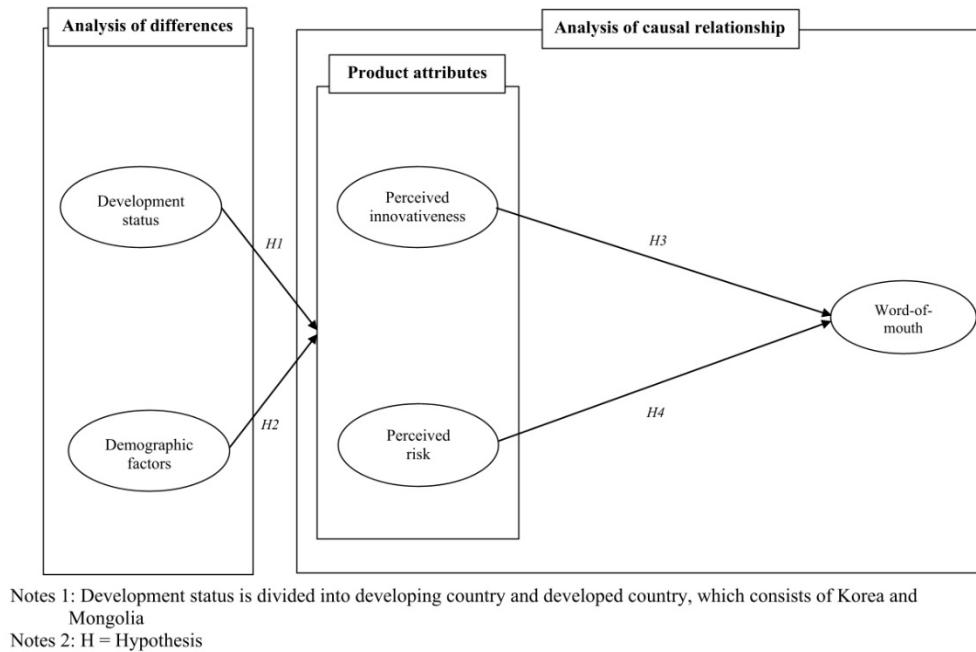 Analysis of differences
Analysis of causal relationship
Product attributes
Development
status
Perceived
innovativeness
H1
H3
Word-of-
mouth
H2
H4
Demographic
factors
Perceived
risk
Notes 1: Development status is divided into developing country and developed country, which consists of Korea and
Mongolia
Notes 2: H = Hypothesis